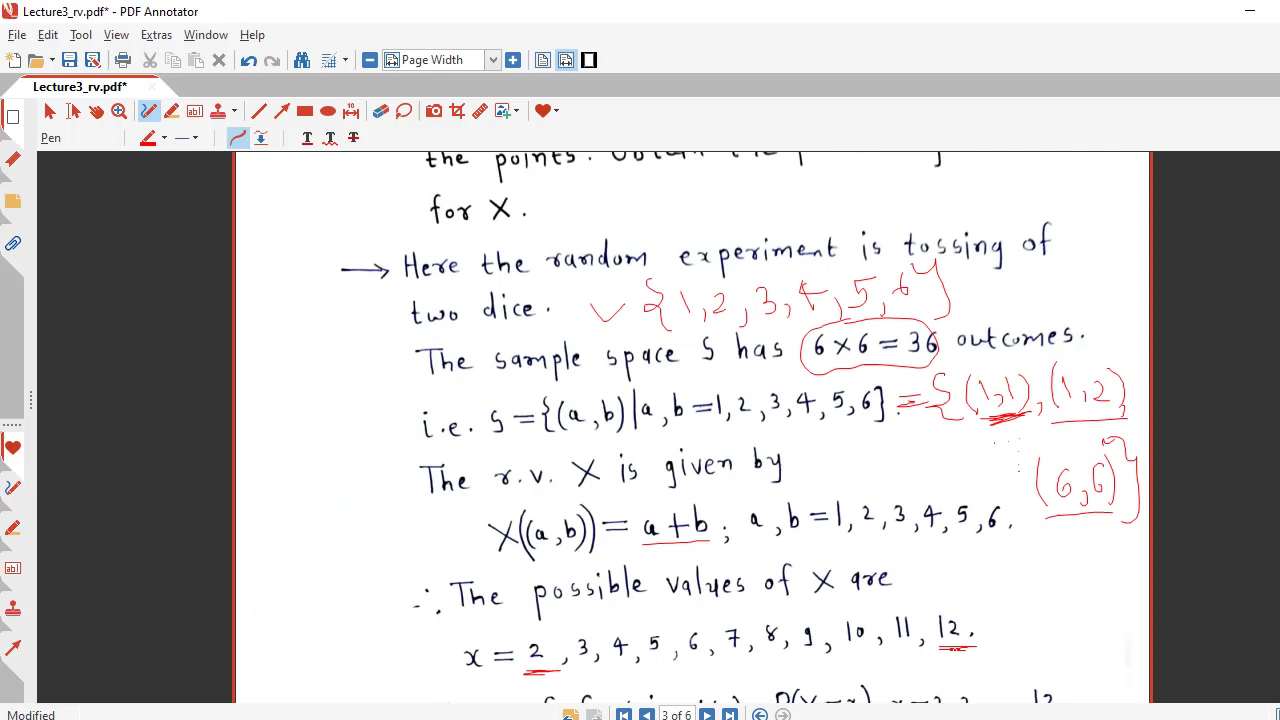 Lecture3_rv.pdf* - PDF Annotator
File Edit Tool View Extras Window Help
Page Width
Lecture3_rv.pdf*
Pen
the points.
for X.
→ Here the random experiment is tossing of
two dice. ✓ {1, 2, 3, 4, 5, 6}
The sample space S has 6 × 6 = 36 outcomes.
i.e. S = {(a, b) | a, b = 1, 2, 3, 4, 5, 6}. = {(1,1), (1,2),
(6,6)}
The r.v. X is given by
X((a, b)) = a + b ; a, b = 1, 2, 3, 4, 5, 6.
∴ The possible values of X are
x = 2, 3, 4, 5, 6, 7, 8, 9, 10, 11, 12.
Modified 3 of 6